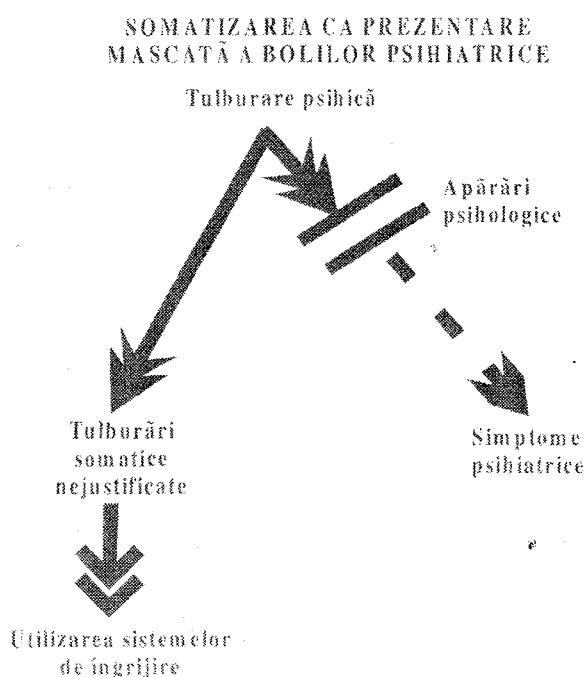 SOMATIZAREA CA PREZENTARE
MASCATĂ A BOLILOR PSIHIATRICE
Tulburare psihică
Apărări
psihologice
Tulburări
somatice
nejustificate
Simptome
psihiatrice
Utilizarea sistemelor
de îngrijire